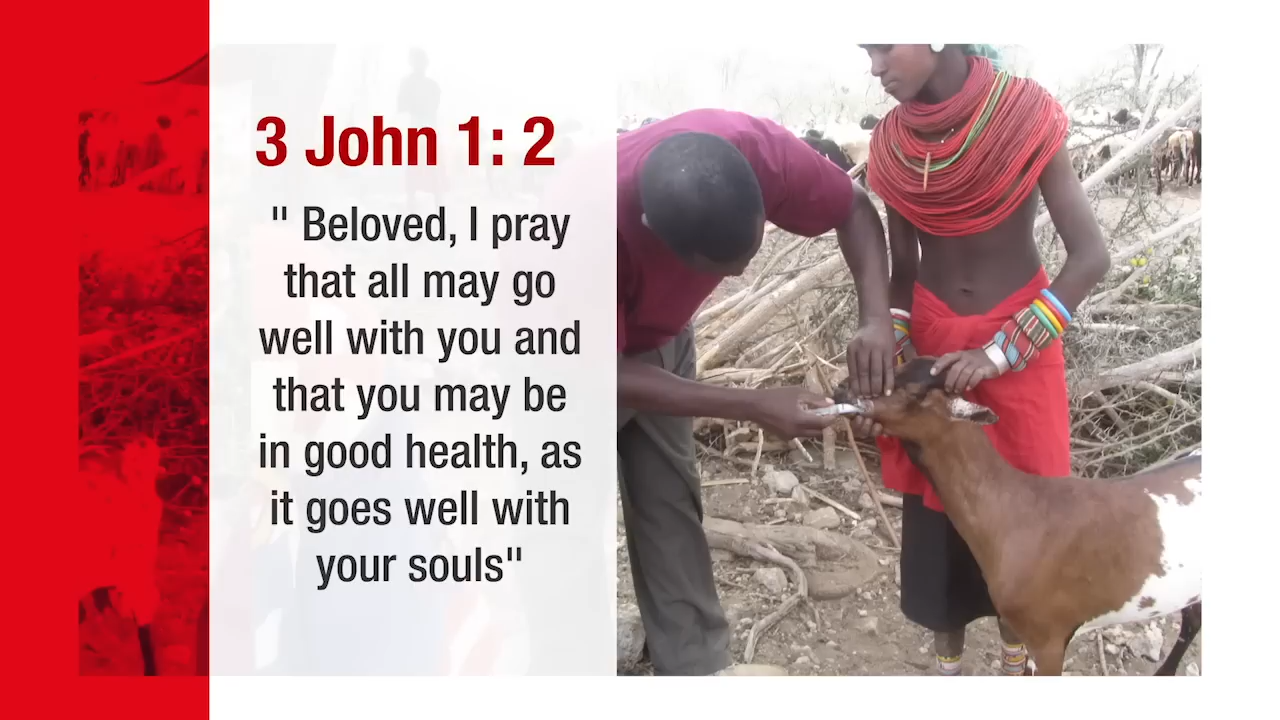 3 John 1: 2
" Beloved, I pray
that all may go
well with you and
that you may be
in good health, as
it goes well with
your souls"